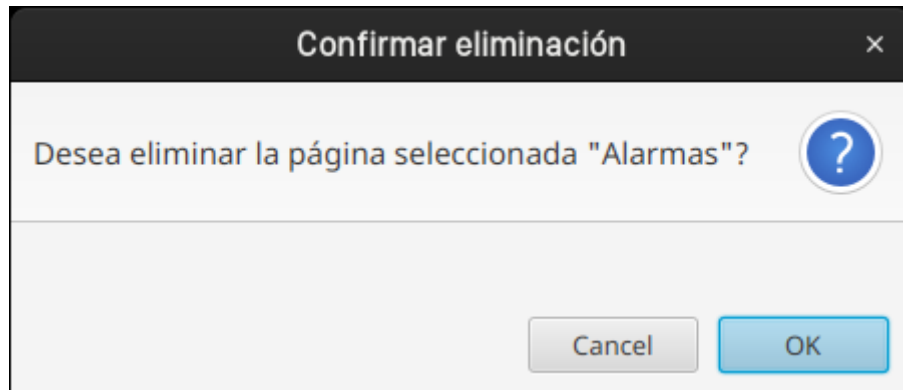 Confirmar eliminación
×
Desea eliminar la página seleccionada "Alarmas"?
?
Cancel
OK